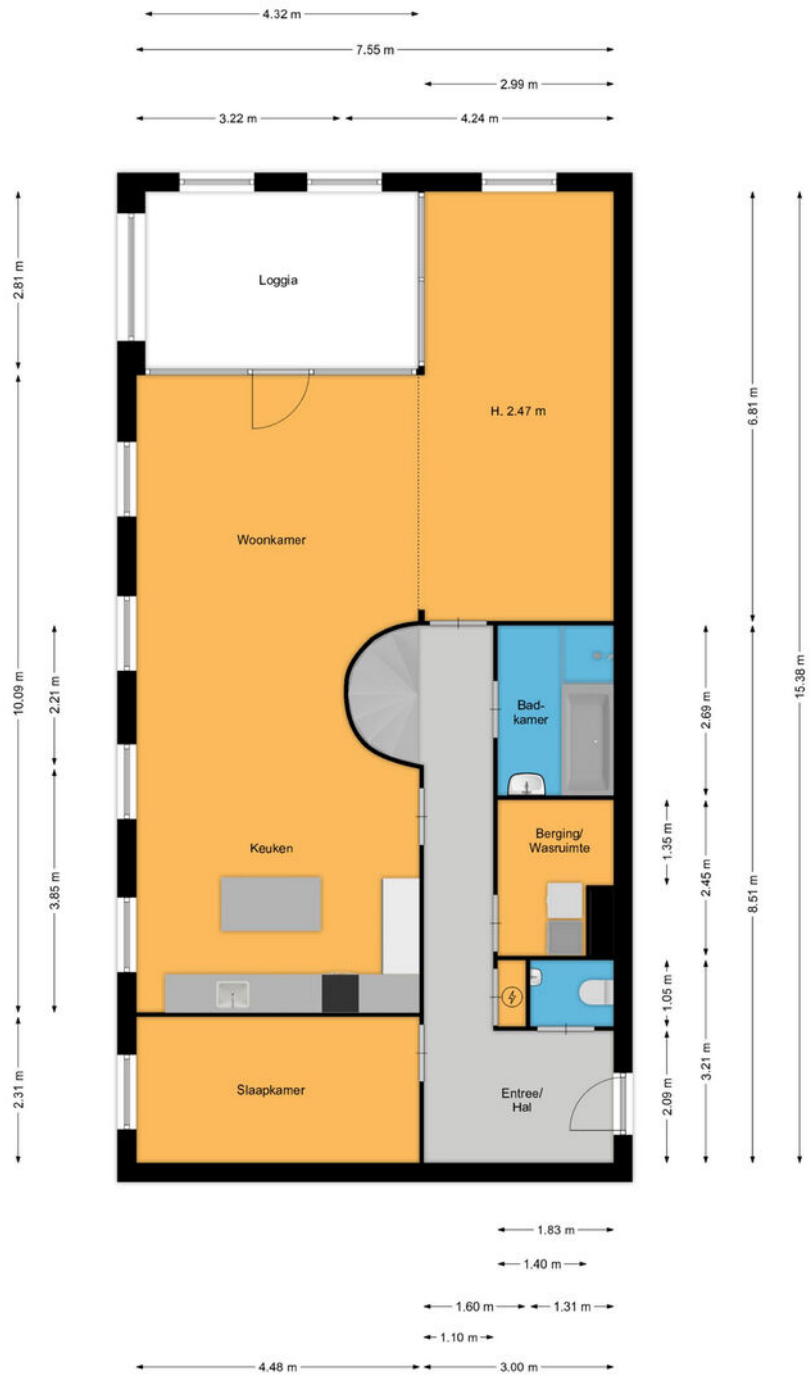 4.32 m
7.55 m
2.99 m
3.22 m
4.24 m
2.81 m
Loggia
6.81 m
H. 2.47 m
Woonkamer
10.09 m
2.21 m
15.38 m
2.69 m
Bad-
kamer
Keuken
3.85 m
Berging/
Wasruimte
1.35 m
2.45 m
8.51 m
1.05 m
3.21 m
2.31 m
Slaapkamer
Entree/
Hal
2.09 m
1.83 m
1.40 m
1.60 m
1.31 m
1.10 m
4.48 m
3.00 m